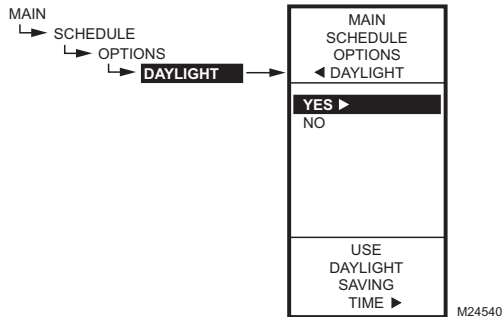 MAIN
SCHEDULE
OPTIONS
DAYLIGHT
MAIN
SCHEDULE
OPTIONS
◄ DAYLIGHT
YES ►
NO
USE
DAYLIGHT
SAVING
TIME ►
M24540